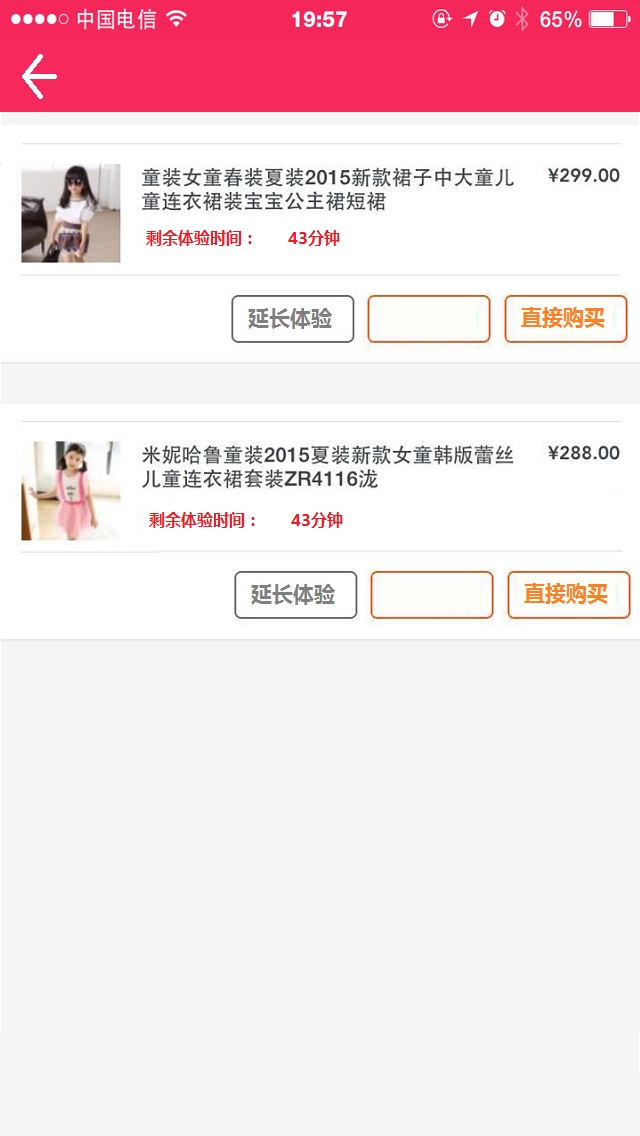 中国电信 19:57 65%
童装女童春装夏装2015新款裙子中大童儿 ¥299.00
童连衣裙装宝宝公主裙短裙
剩余体验时间： 43分钟
延长体验 直接购买
米妮哈鲁童装2015夏装新款女童韩版蕾丝 ¥288.00
儿童连衣裙套装ZR4116泷
剩余体验时间： 43分钟
延长体验 直接购买